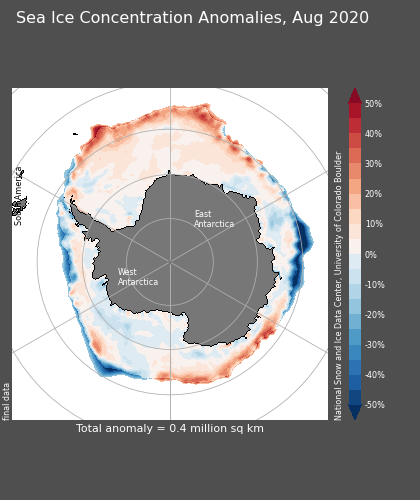 Sea Ice Concentration Anomalies, Aug 2020
South America
East
Antarctica
West
Antarctica
50%
40%
30%
20%
10%
0%
-10%
-20%
-30%
-40%
-50%
National Snow and Ice Data Center, University of Colorado Boulder
final data
Total anomaly = 0.4 million sq km